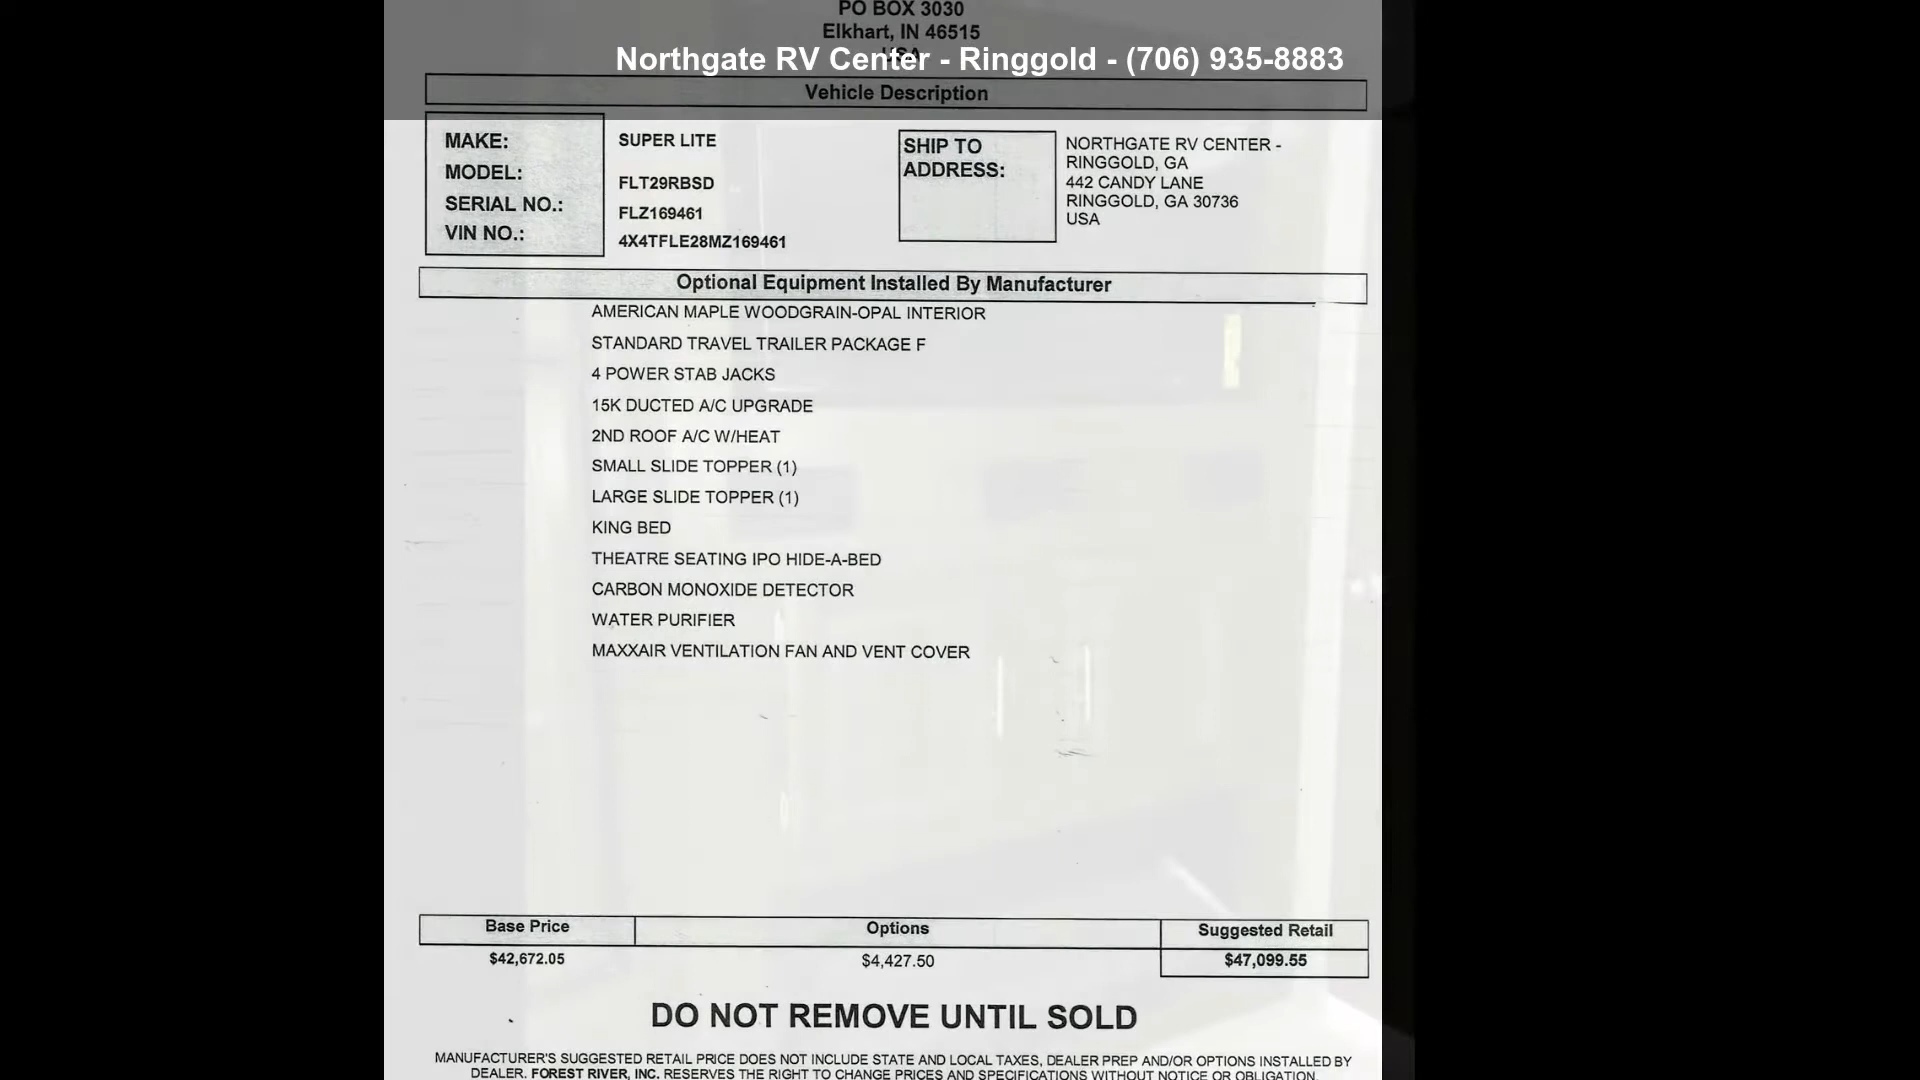 PO BOX 3030
Elkhart, IN 46515
USA
Northgate RV Center - Ringgold - (706) 935-8883
Vehicle Description
MAKE: SUPER LITE
MODEL: FLT29RBSD
SERIAL NO.: FLZ169461
VIN NO.: 4X4TFLE28MZ169461
SHIP TO
ADDRESS:
NORTHGATE RV CENTER -
RINGGOLD, GA
442 CANDY LANE
RINGGOLD, GA 30736
USA
Optional Equipment Installed By Manufacturer
AMERICAN MAPLE WOODGRAIN-OPAL INTERIOR
STANDARD TRAVEL TRAILER PACKAGE F
4 POWER STAB JACKS
15K DUCTED A/C UPGRADE
2ND ROOF A/C W/HEAT
SMALL SLIDE TOPPER (1)
LARGE SLIDE TOPPER (1)
KING BED
THEATRE SEATING IPO HIDE-A-BED
CARBON MONOXIDE DETECTOR
WATER PURIFIER
MAXXAIR VENTILATION FAN AND VENT COVER
Base Price Options Suggested Retail
$42,672.05 $4,427.50 $47,099.55
DO NOT REMOVE UNTIL SOLD
MANUFACTURER'S SUGGESTED RETAIL PRICE DOES NOT INCLUDE STATE AND LOCAL TAXES, DEALER PREP AND/OR OPTIONS INSTALLED BY
DEALER. FOREST RIVER, INC. RESERVES THE RIGHT TO CHANGE PRICES AND SPECIFICATIONS WITHOUT NOTICE OR OBLIGATION.